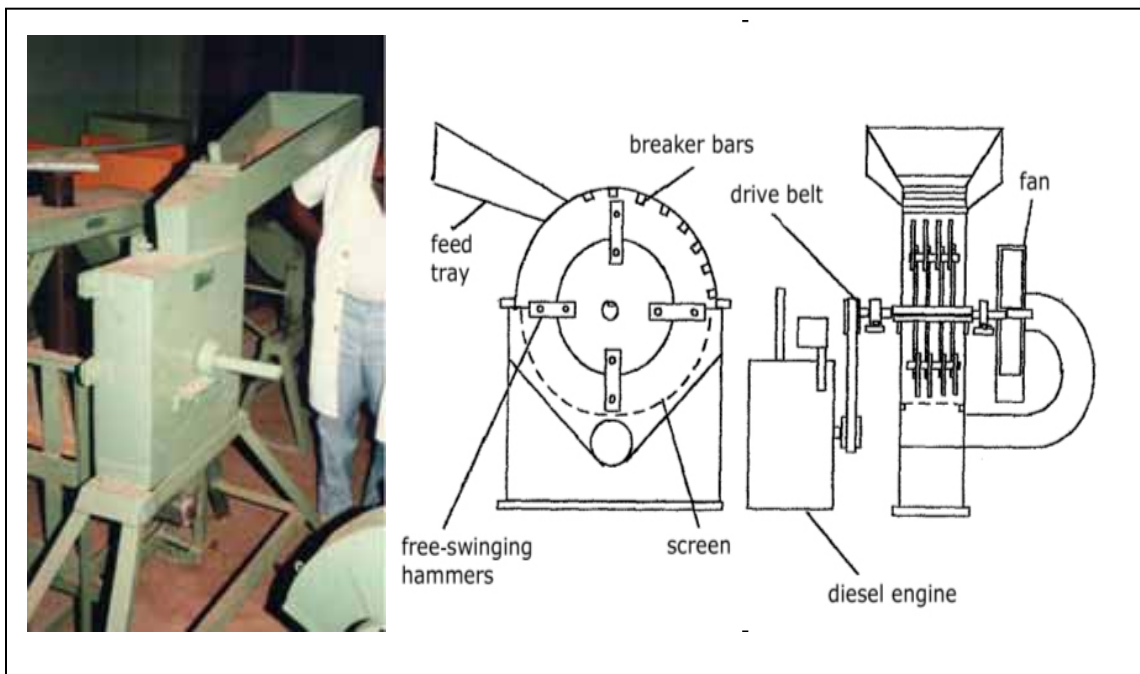 breaker bars
drive belt
fan
feed
tray
free-swinging
hammers
screen
diesel engine